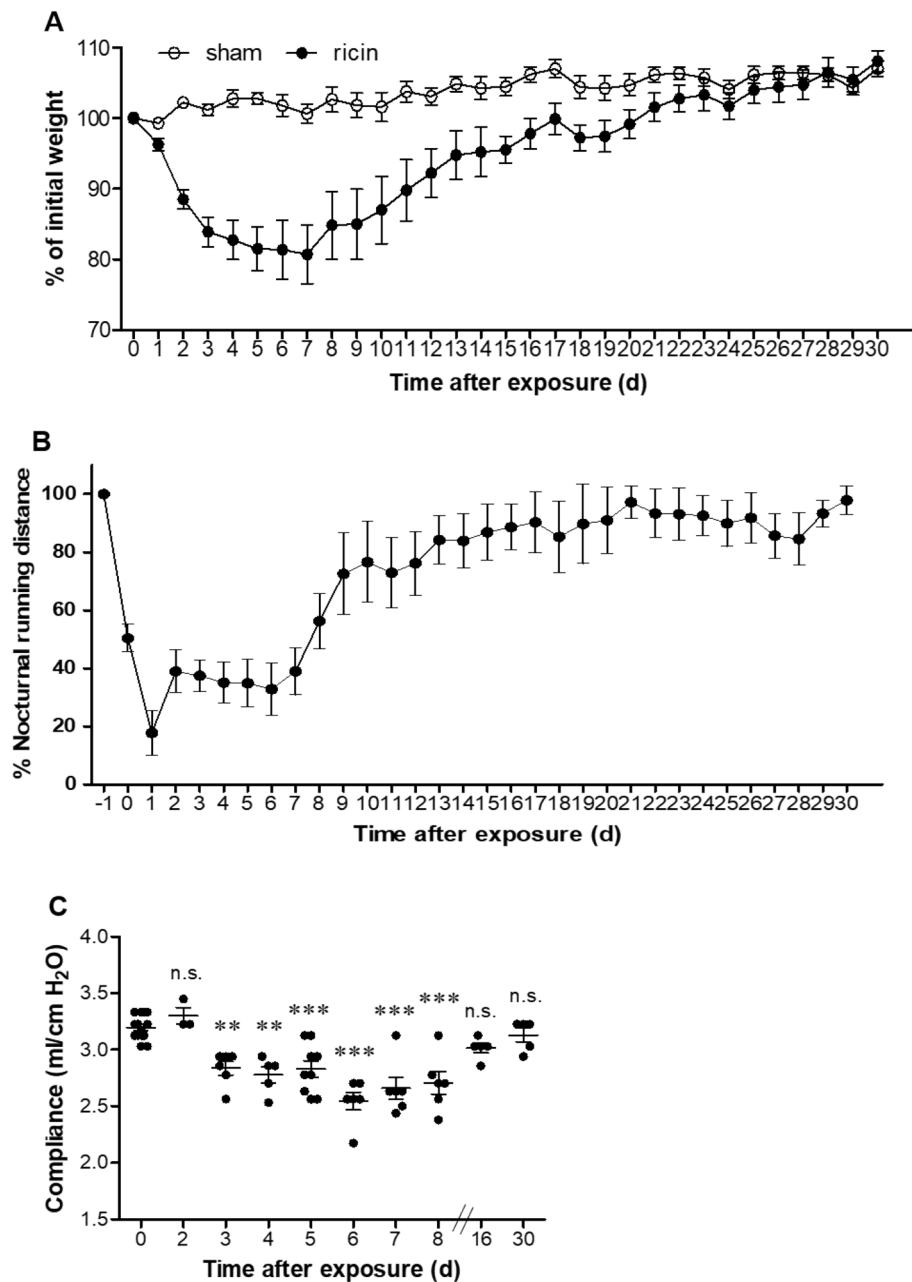 A
sham ricin
110
100
90
80
70
% of initial weight
0 1 2 3 4 5 6 7 8 9 10 11 12 13 14 15 16 17 18 19 20 21 22 23 24 25 26 27 28 29 30
Time after exposure (d)
B
100
80
60
40
20
0
% Nocturnal running distance
-1 0 1 2 3 4 5 6 7 8 9 10 11 12 13 14 15 16 17 18 19 20 21 22 23 24 25 26 27 28 29 30
Time after exposure (d)
C
4.0
3.5
3.0
2.5
2.0
1.5
Compliance (ml/cm H₂O)
n.s. ** ** *** *** *** *** n.s. n.s.
0 2 3 4 5 6 7 8 16 30
Time after exposure (d)